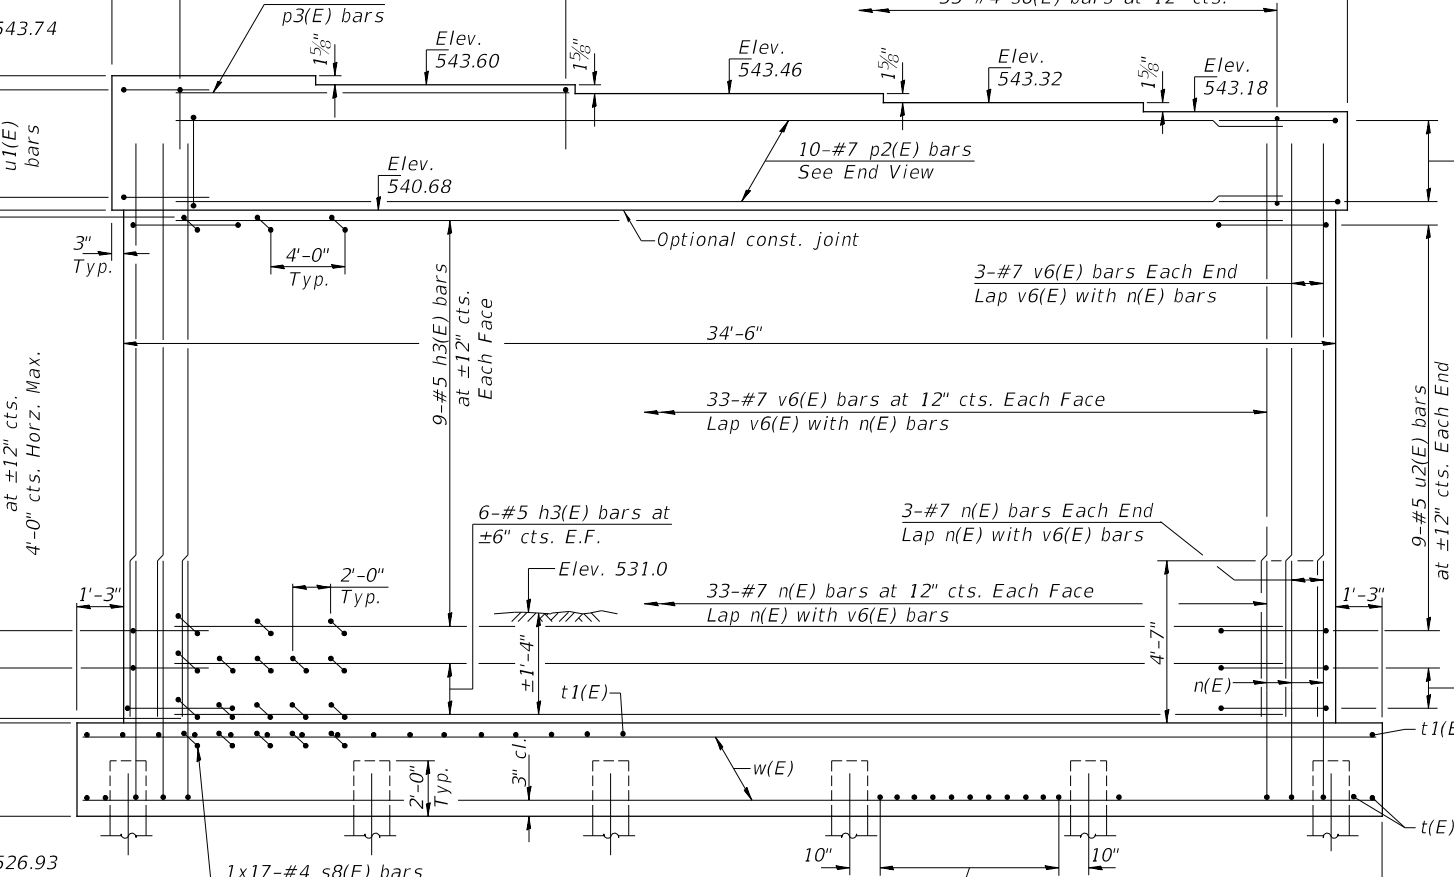 543.74
p3(E) bars
33-#4 s8(E) bars at 12" cts.
1⅝"
Elev.
543.60
1⅝"
Elev.
543.46
1⅝"
Elev.
543.32
1⅝"
Elev.
543.18
u1(E)
bars
10-#7 p2(E) bars
See End View
Elev.
540.68
Optional const. joint
3"
Typ.
4'-0"
Typ.
3-#7 v6(E) bars Each End
Lap v6(E) with n(E) bars
9-#5 h3(E) bars
at ±12" cts.
Each Face
34'-6"
at ±12" cts.
4'-0" cts. Horz. Max.
33-#7 v6(E) bars at 12" cts. Each Face
Lap v6(E) with n(E) bars
9-#5 u2(E) bars
at ±12" cts. Each End
6-#5 h3(E) bars at
±6" cts. E.F.
3-#7 n(E) bars Each End
Lap n(E) with v6(E) bars
Elev. 531.0
2'-0"
Typ.
1'-3"
33-#7 n(E) bars at 12" cts. Each Face
Lap n(E) with v6(E) bars
1'-3"
±1'-4"
4'-7"
t1(E)
n(E)
t1(E
3" cl.
w(E)
2'-0"
Typ.
t(E)
526.93
1x17-#4 s8(E) bars
10"
10"